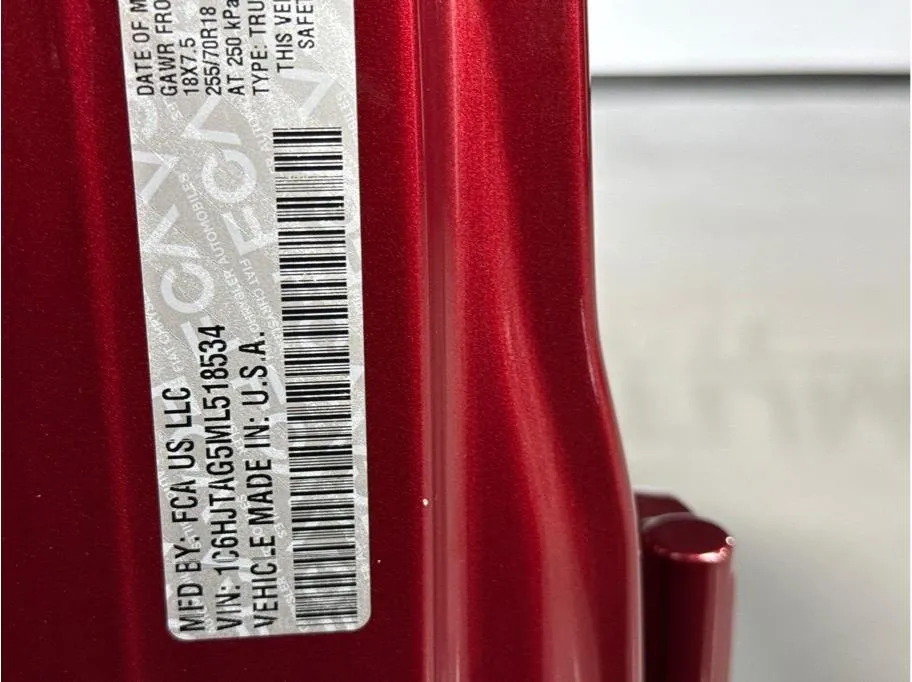 DATE OF M
GAWR FRO
18X7.5
255/70R18
AT 250 kPa
TYPE: TRU
THIS VE
SAFET
MFD BY: FCA US LLC
VIN: 1C6HJTAG5ML518534
VEHICLE MADE IN: U.S.A.